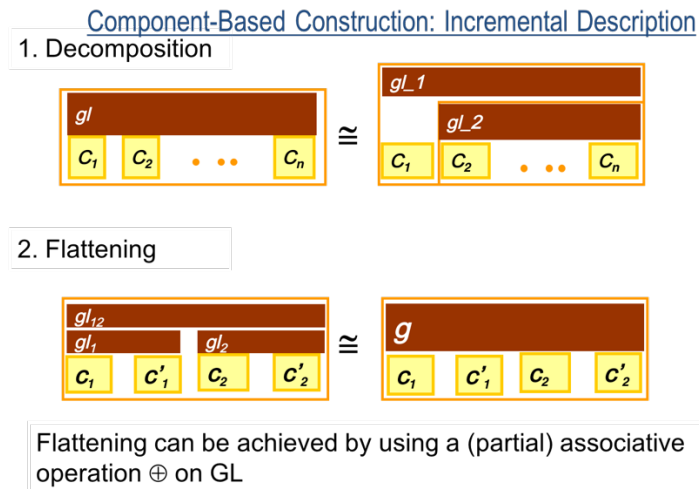 Component-Based Construction: Incremental Description
1. Decomposition
gl
C₁ C₂ • •• Cₙ
≅
gl_1
gl_2
C₁ C₂ • •• Cₙ
2. Flattening
gl₁₂
gl₁ gl₂
C₁ C'₁ C₂ C'₂
≅
g
C₁ C'₁ C₂ C'₂
Flattening can be achieved by using a (partial) associative
operation ⊕ on GL